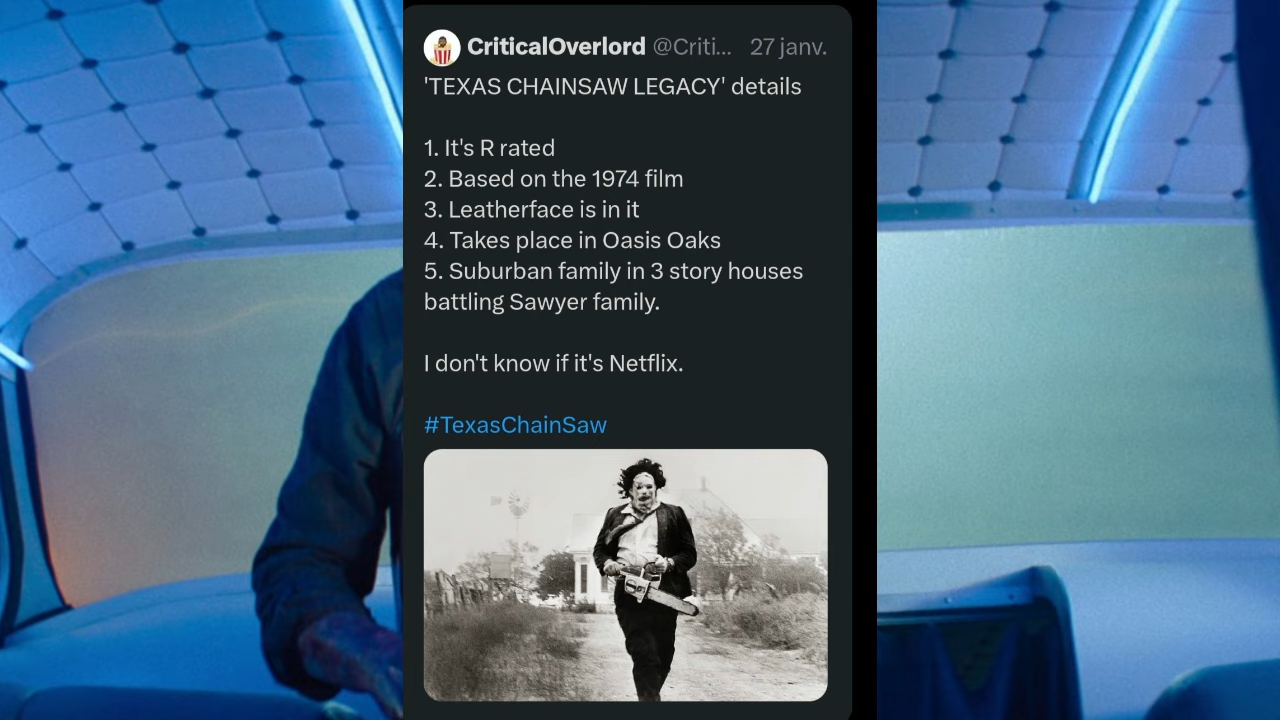 CriticalOverlord @Criti... 27 janv.
'TEXAS CHAINSAW LEGACY' details
1. It's R rated
2. Based on the 1974 film
3. Leatherface is in it
4. Takes place in Oasis Oaks
5. Suburban family in 3 story houses
battling Sawyer family.
I don't know if it's Netflix.
#TexasChainSaw